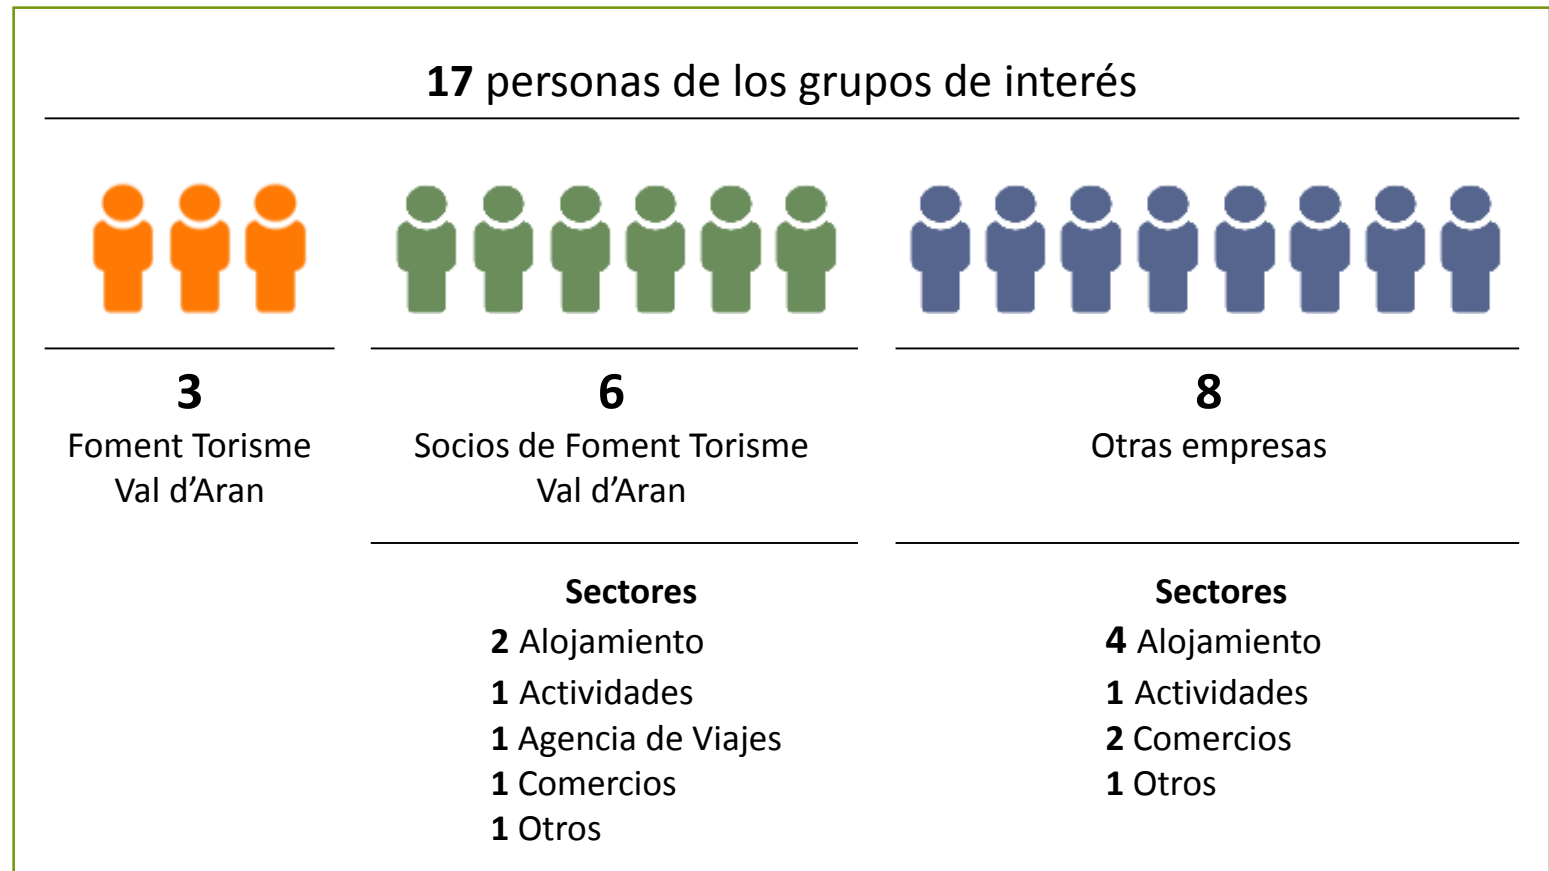 17 personas de los grupos de interés
3
Foment Torisme
Val d’Aran
6
Socios de Foment Torisme
Val d’Aran
8
Otras empresas
Sectores
2 Alojamiento
1 Actividades
1 Agencia de Viajes
1 Comercios
1 Otros
Sectores
4 Alojamiento
1 Actividades
2 Comercios
1 Otros